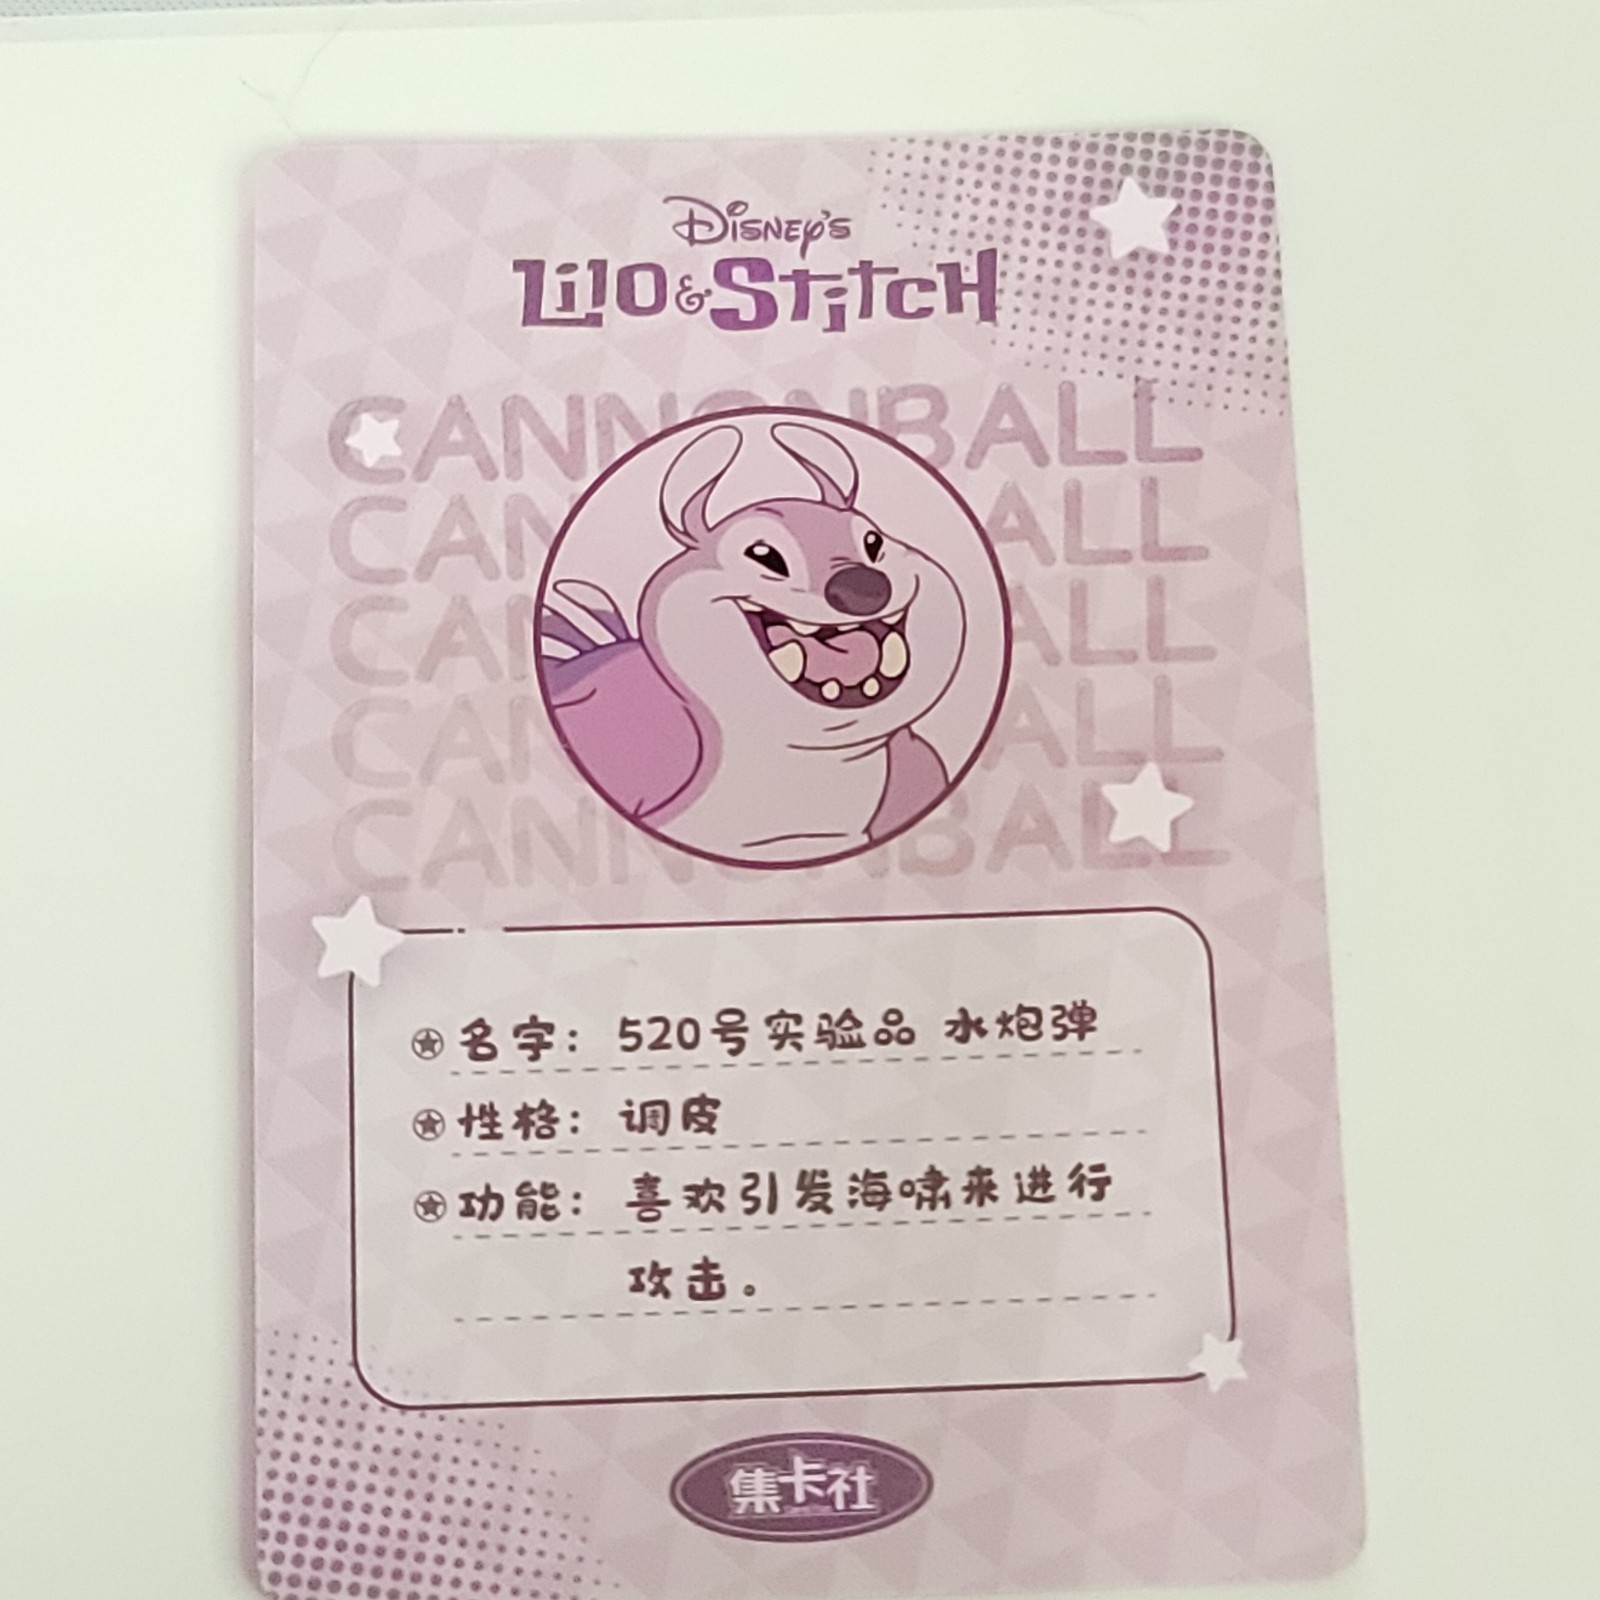 DISNEY'S
Lilo & Stitch
CANNONBALL
CANNONBALL
CANNONBALL
CANNONBALL
CANNONBALL
名字： 520号实验品 水炮弹
性格： 调皮
功能： 喜欢引发海啸来进行
攻击。
集卡社